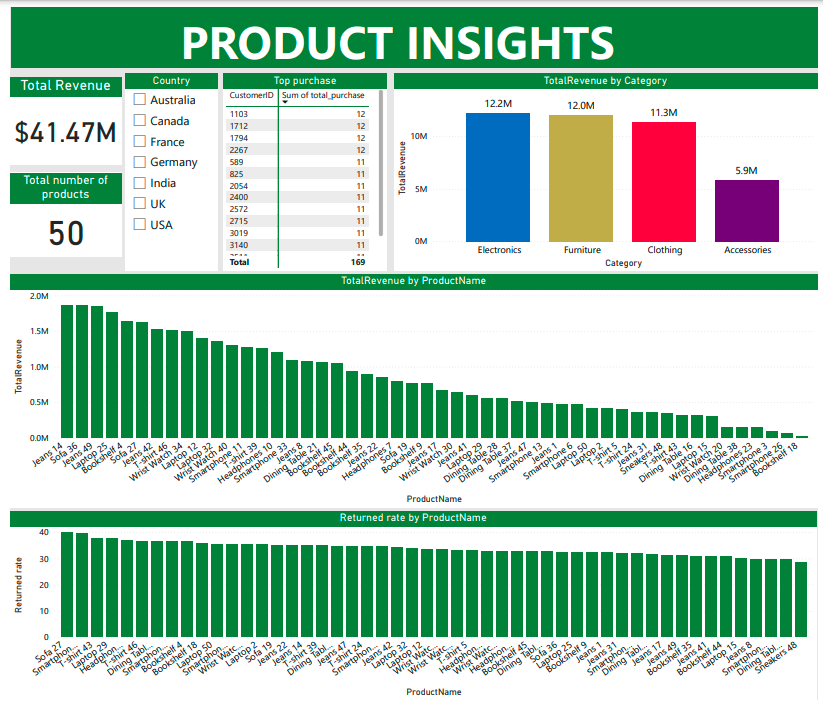 PRODUCT INSIGHTS
Total Revenue
$41.47M
Total number of
products
50
Country
Australia
Canada
France
Germany
India
UK
USA
Top purchase
CustomerID Sum of total_purchase
1103 12
1712 12
1794 12
2267 12
589 11
825 11
2054 11
2400 11
2572 11
2715 11
3019 11
3140 11
Total 169
TotalRevenue by Category
TotalRevenue
10M
5M
0M
12.2M
12.0M
11.3M
5.9M
Electronics
Furniture
Clothing
Accessories
Category
TotalRevenue by ProductName
TotalRevenue
2.0M
1.5M
1.0M
0.5M
0.0M
Jeans 14
Sofa 36
Jeans 49
Laptop 25
Bookshelf 4
Sofa 27
Jeans 42
T-shirt 46
Wrist Watch 34
Laptop 12
Laptop 32
Wrist Watch 40
Smartphone 11
T-shirt 39
Headphones 10
Smartphone 33
Jeans 8
Dining Table 21
Bookshelf 45
Bookshelf 44
Bookshelf 35
Jeans 22
Headphones 7
Sofa 19
Bookshelf 9
Jeans 17
Wrist Watch 30
Jeans 41
Laptop 29
Dining Table 28
Dining Table 37
Jeans 47
Smartphone 13
Jeans 1
Smartphone 6
Laptop 50
Laptop 2
T-shirt 5
T-shirt 24
Jeans 31
Sneakers 48
T-shirt 43
Dining Table 16
Laptop 15
Wrist Watch 20
Dining Table 38
Headphones 23
Smartphone 3
Smartphone 26
Bookshelf 18
ProductName
Returned rate by ProductName
Returned rate
40
30
20
10
0
Sofa 27
Smartphon...
T-shirt 43
Laptop 29
Headphon...
T-shirt 46
Dining Tabl...
Smartphon...
Bookshelf 4
Bookshelf 18
Laptop 50
Smartphon...
Wrist Watc...
Laptop 2
Sofa 19
Jeans 22
Jeans 14
T-shirt 39
Dining Tabl...
Jeans 47
T-shirt 24
Smartphon...
Jeans 42
Laptop 32
Laptop 12
Wrist Watc...
Wrist Watc...
T-shirt 5
Headphon...
Wrist Watc...
Headphon...
Bookshelf 45
Dining Tabl...
Sofa 36
Laptop 25
Bookshelf 9
Jeans 1
Jeans 31
Smartphon...
Dining Tabl...
Jeans 17
Jeans 49
Bookshelf 35
Jeans 41
Bookshelf 44
Laptop 15
Jeans 8
Smartphon...
Dining Tabl...
Sneakers 48
ProductName